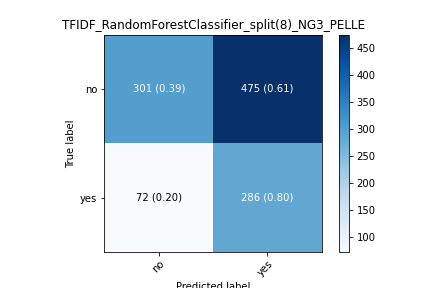 TFIDF_RandomForestClassifier_split(8)_NG3_PELLE
True label
no
301 (0.39)
475 (0.61)
yes
72 (0.20)
286 (0.80)
no
yes
Predicted label
450
400
350
300
250
200
150
100